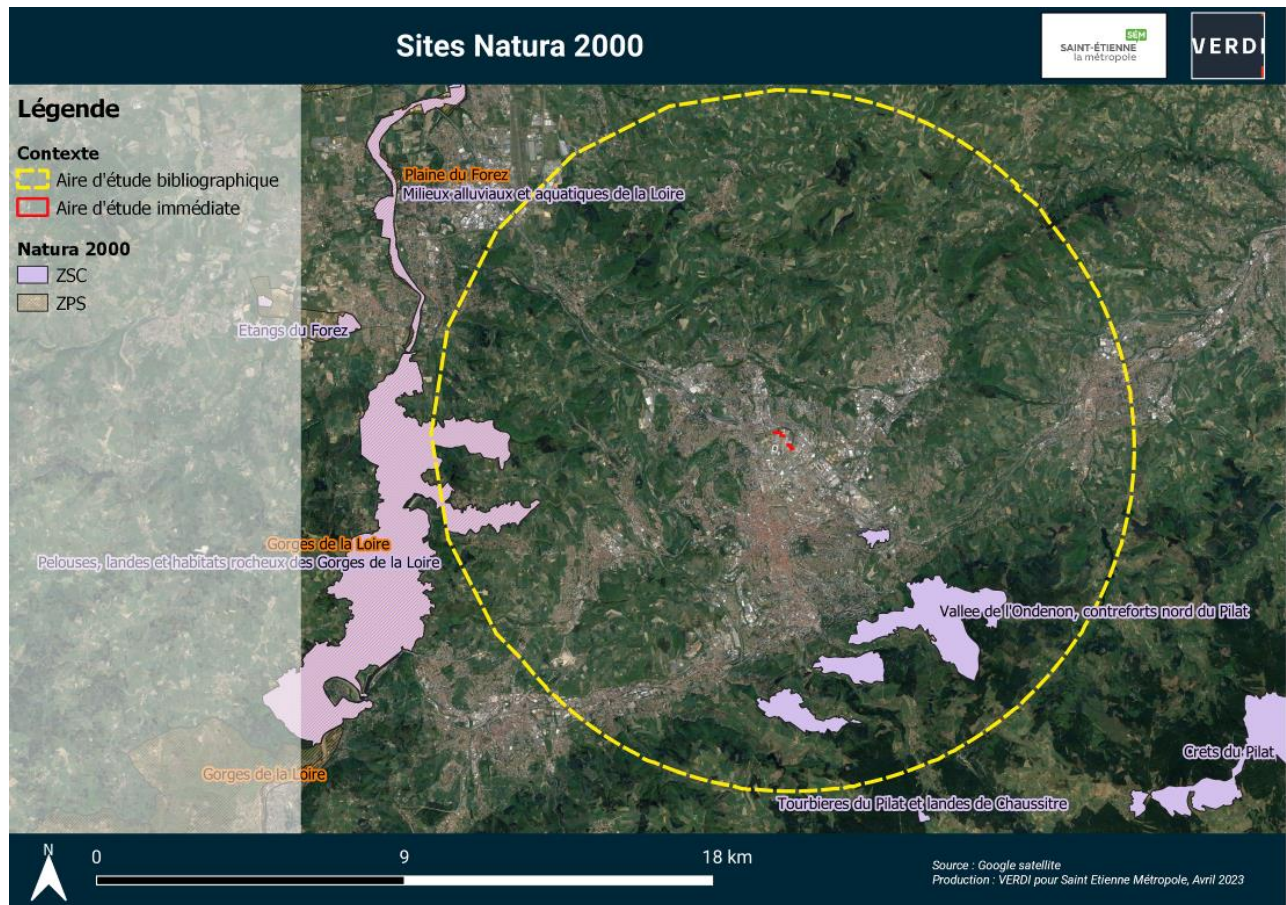 Sites Natura 2000
SÉM
SAINT-ÉTIENNE
la métropole
VERDI
Légende
Contexte
Aire d'étude bibliographique
Aire d'étude immédiate
Natura 2000
ZSC
ZPS
Plaine du Forez
Milieux alluviaux et aquatiques de la Loire
Etangs du Forez
Gorges de la Loire
Pelouses, landes et habitats rocheux des Gorges de la Loire
Vallee de l'Ondenon, contreforts nord du Pilat
Crets du Pilat
Gorges de la Loire
Tourbieres du Pilat et landes de Chaussitre
N
0
9
18 km
Source : Google satellite
Production : VERDI pour Saint Etienne Métropole, Avril 2023